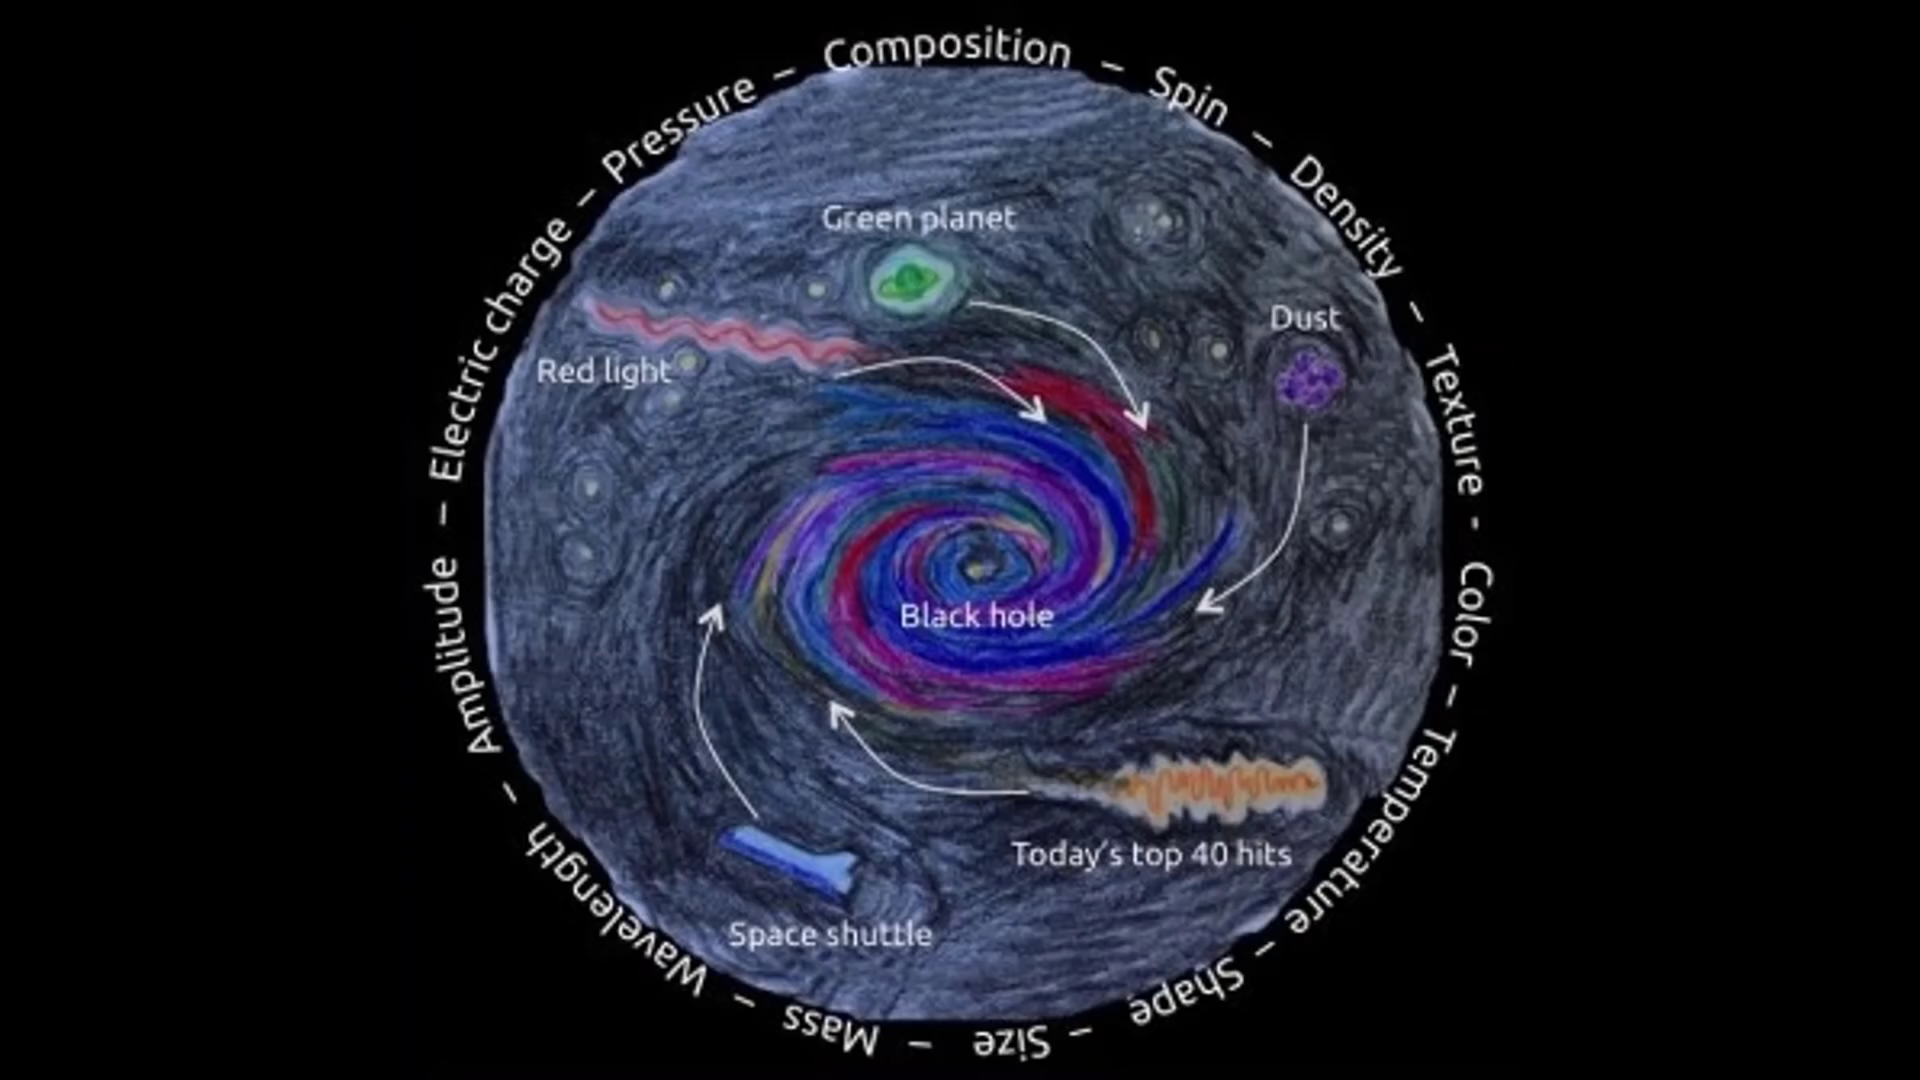 Composition – Spin – Density – Texture - Color – Temperature – Shape – Size – Mass – Wavelength – Amplitude – Electric charge – Pressure –
Green planet
Dust
Red light
Black hole
Today's top 40 hits
Space shuttle